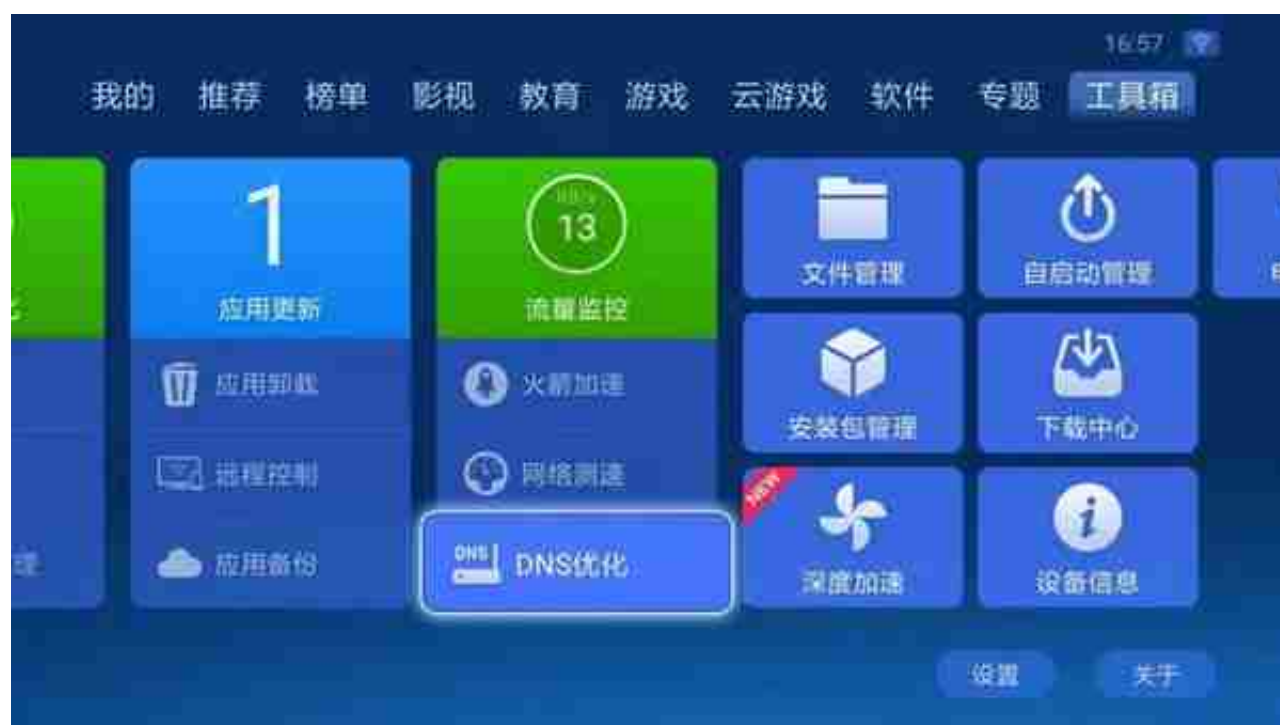 16:57
我的 推荐 榜单 影视 教育 游戏 云游戏 软件 专题 工具箱
1
应用更新
应用卸载
远程控制
应用备份
13
流量监控
火箭加速
网络测速
DNS
DNS优化
文件管理
自启动管理
安装包管理
下载中心
NEW
深度加速
设备信息
理
设置
关于